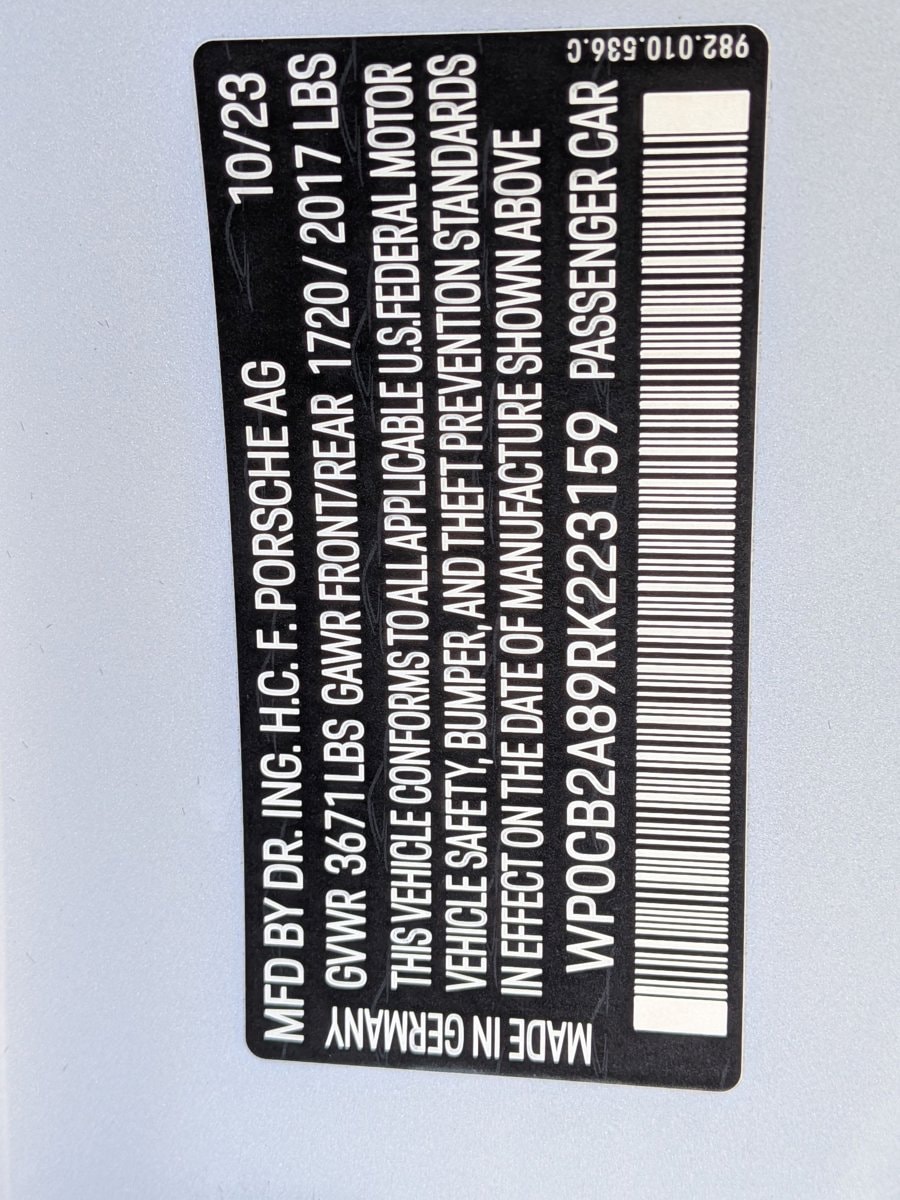 982.010.536.C
MFD BY DR. ING. H.C. F. PORSCHE AG 10/23
GVWR 3671 LBS GAWR FRONT/REAR 1720 / 2017 LBS
THIS VEHICLE CONFORMS TO ALL APPLICABLE U.S. FEDERAL MOTOR
VEHICLE SAFETY, BUMPER, AND THEFT PREVENTION STANDARDS
IN EFFECT ON THE DATE OF MANUFACTURE SHOWN ABOVE
WP0CB2A89RK223159 PASSENGER CAR
MADE IN GERMANY